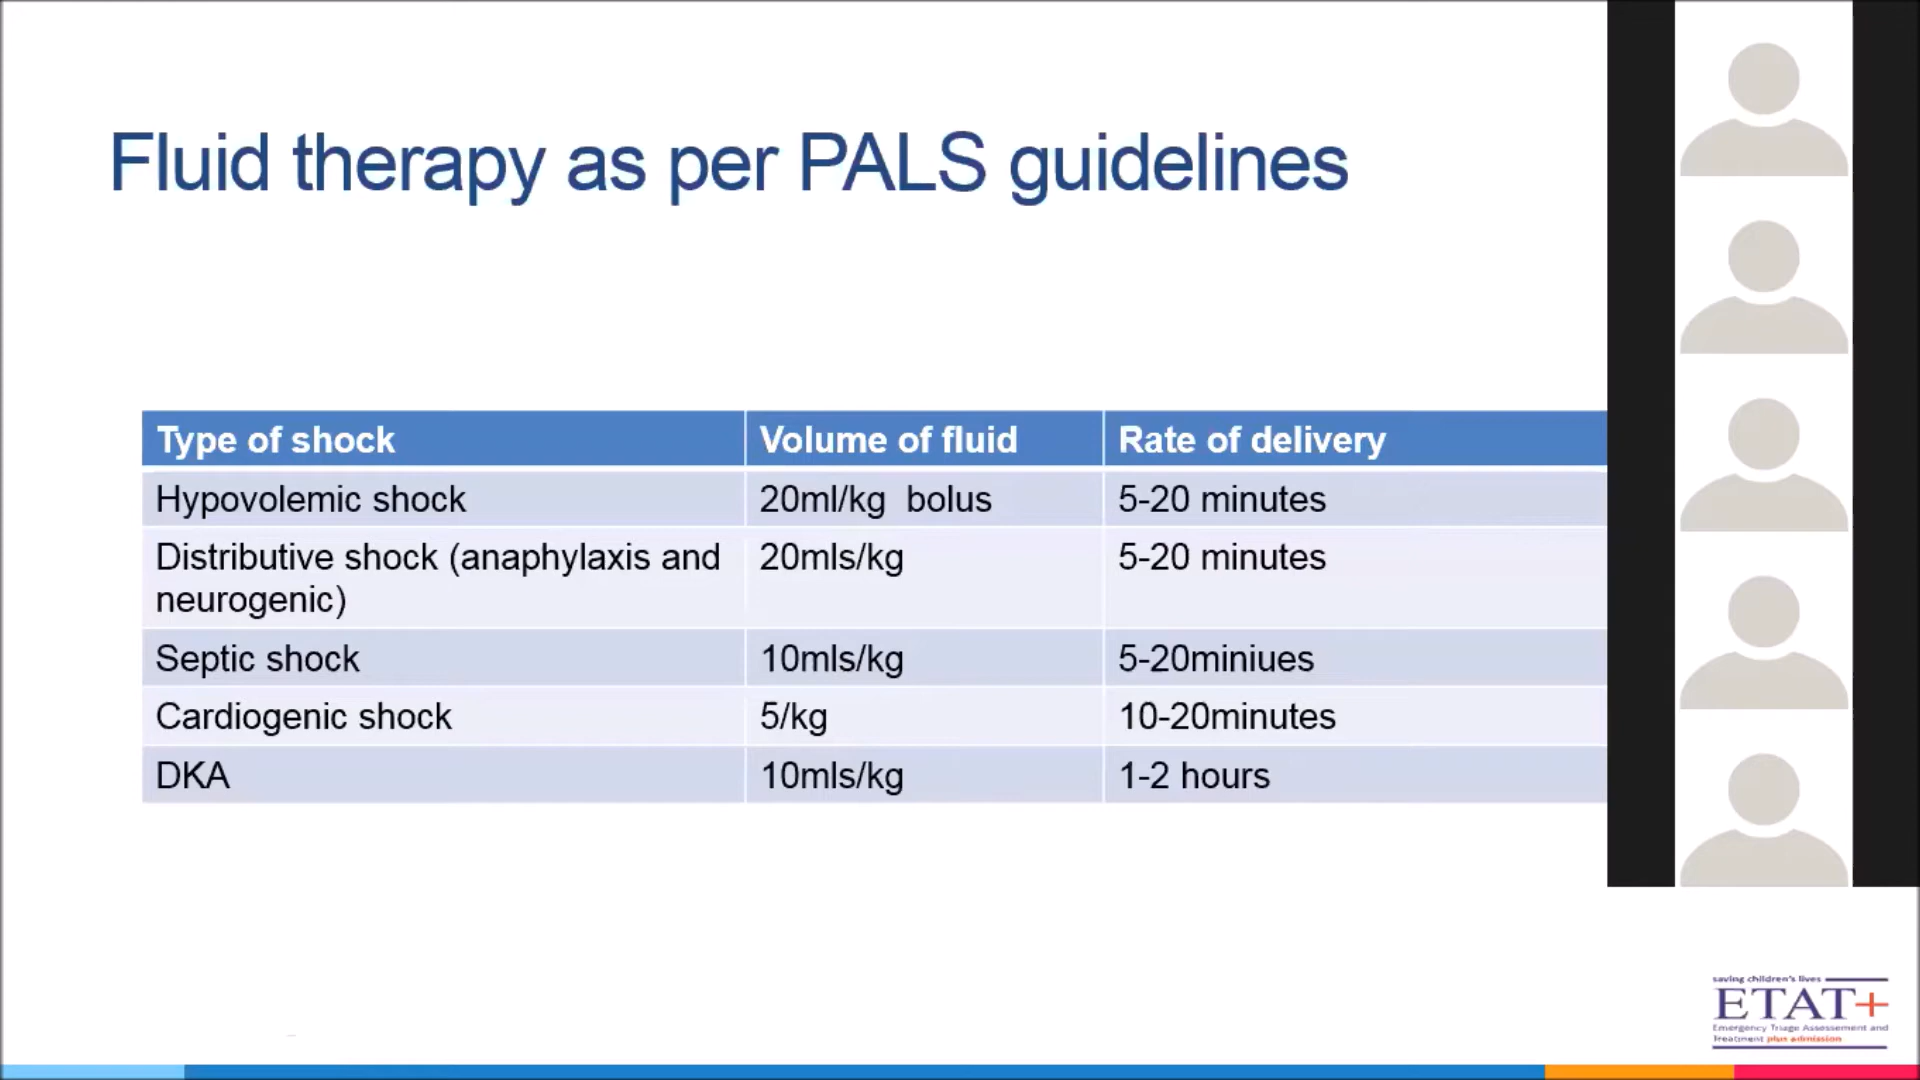 Fluid therapy as per PALS guidelines
Type of shock Volume of fluid Rate of delivery
Hypovolemic shock 20ml/kg bolus 5-20 minutes
Distributive shock (anaphylaxis and 20mls/kg 5-20 minutes
neurogenic)
Septic shock 10mls/kg 5-20miniues
Cardiogenic shock 5/kg 10-20minutes
DKA 10mls/kg 1-2 hours
saving children's lives
ETAT+
Emergency Triage Assessment and
Treatment plus admission